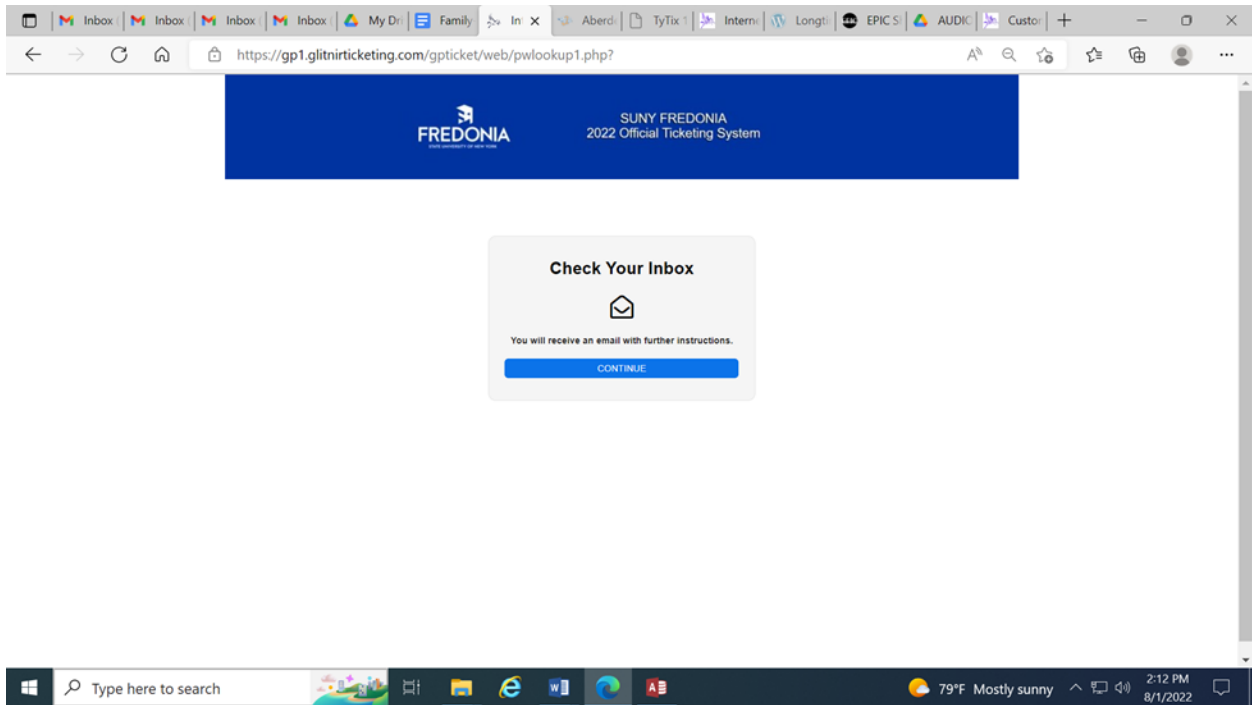 Inbox
Inbox
Inbox
Inbox
My Dri
Family
In
Aberd
TyTix 1
Intern
Longti
EPIC S
AUDIC
Custor
https://gp1.glitnirticketing.com/gpticket/web/pwlookup1.php?
FREDONIA
SUNY FREDONIA
2022 Official Ticketing System
Check Your Inbox
You will receive an email with further instructions.
CONTINUE
Type here to search
79°F Mostly sunny
2:12 PM
8/1/2022